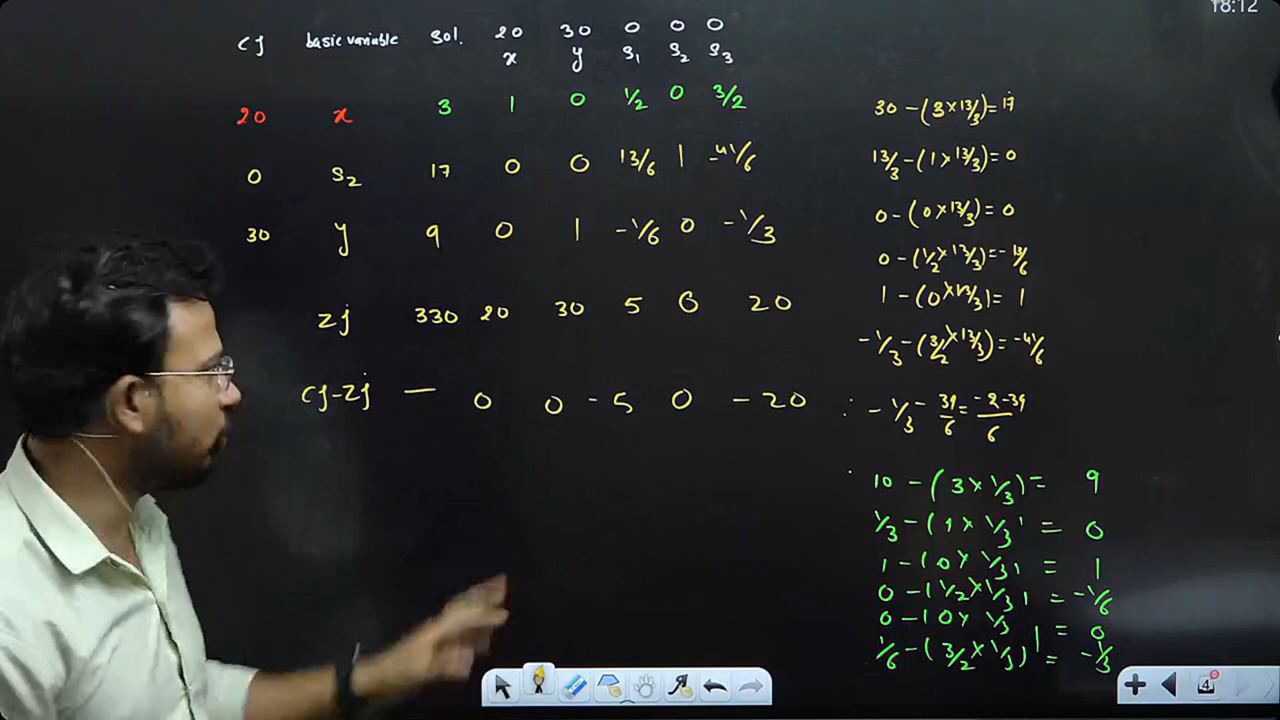 18:12
Cj basic variable Sol. 20 30 0 0 0
x y S₁ S₂ S₃
20 x 3 1 0 1/2 0 3/2
0 S₂ 17 0 0 13/6 1 -41/6
30 y 9 0 1 -1/6 0 -1/3
Zj 330 20 30 5 0 20
Cj-Zj — 0 0 -5 0 -20
30 - (3 × 13/3) = 17
13/3 - (1 × 13/3) = 0
0 - (0 × 13/3) = 0
0 - (1/2 × 13/3) = -13/6
1 - (0 × 13/3) = 1
-1/3 - (3/2 × 13/3) = -41/6
∴ -1/3 - 39/6 = -2-39/6
10 - (3 × 1/3) = 9
1/3 - (1 × 1/3) = 0
1 - (0 × 1/3) = 1
0 - (1/2 × 1/3) = -1/6
0 - (0 × 1/3) = 0
1/6 - (3/2 × 1/3) = -1/3
4